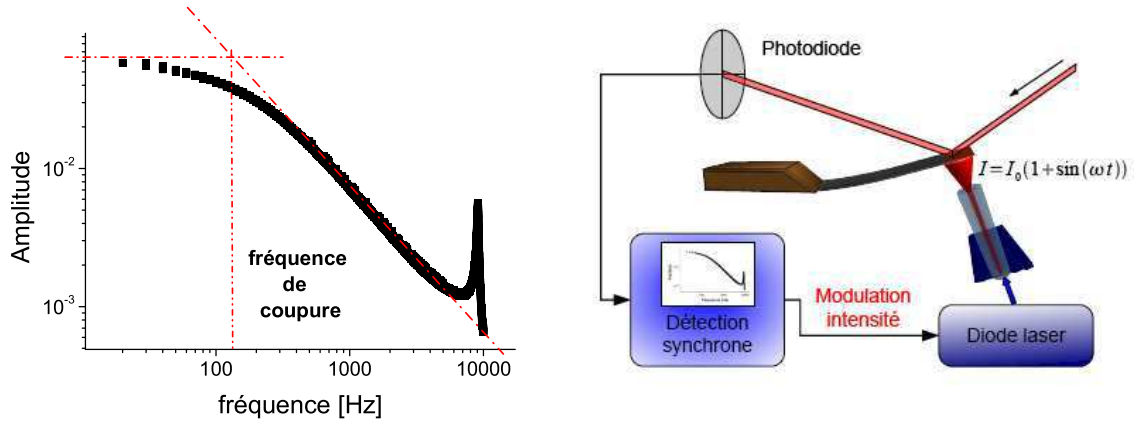 Amplitude
10⁻²
10⁻³
fréquence
de
coupure
100
1000
10000
fréquence [Hz]
Photodiode
I=I₀(1+sin(ωt))
Détection
synchrone
Modulation
intensité
Diode laser